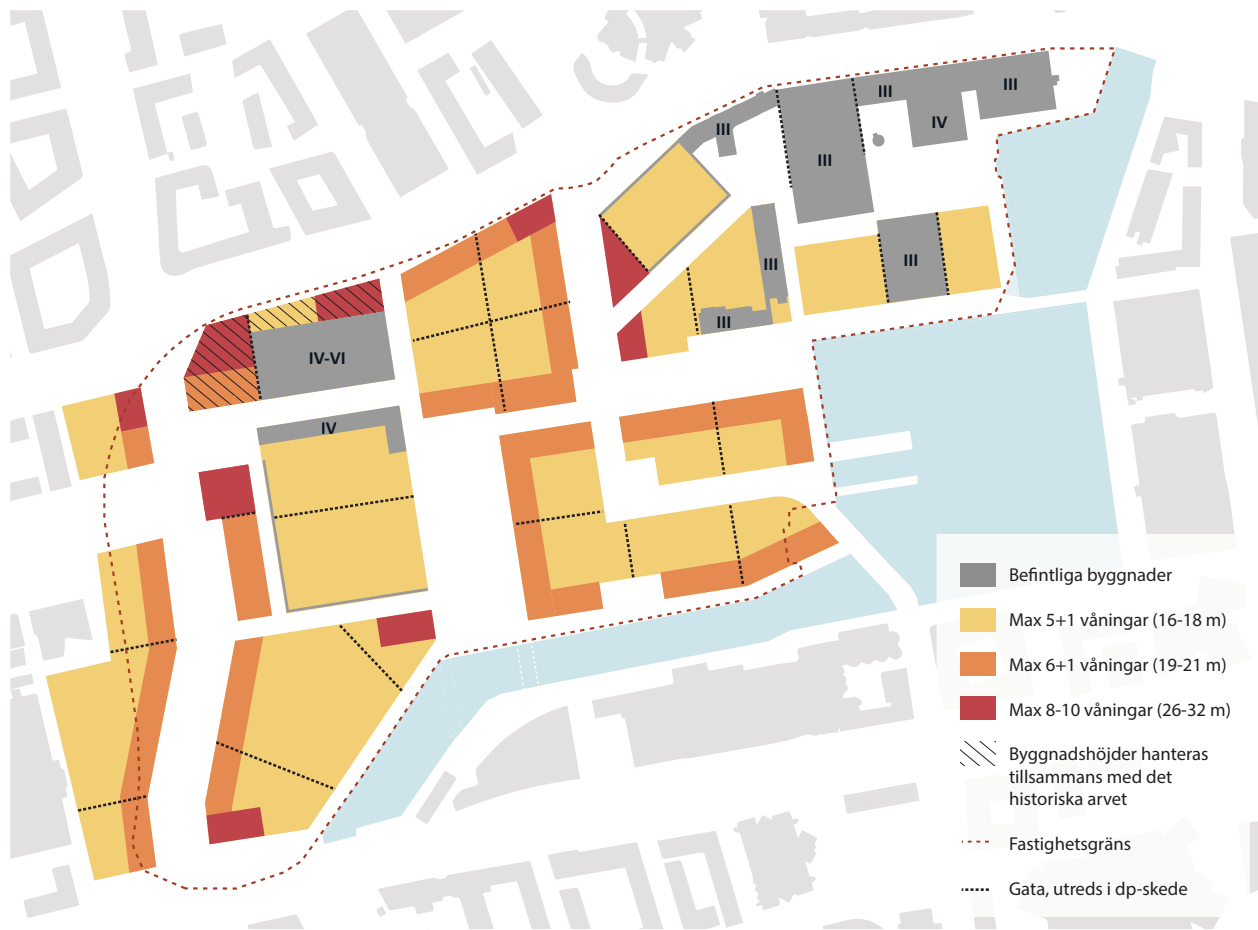 III
III
III
IV
III
III
III
III
IV-VI
IV
Befintliga byggnader
Max 5+1 våningar (16-18 m)
Max 6+1 våningar (19-21 m)
Max 8-10 våningar (26-32 m)
Byggnadshöjder hanteras
tillsammans med det
historiska arvet
Fastighetsgräns
Gata, utreds i dp-skede